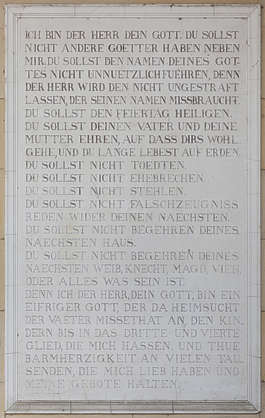 ICH BIN DER HERR DEIN GOTT. DU SOLLST
NICHT ANDERE GOETTER HABEN NEBEN
MIR. DU SOLLST DEN NAMEN DEINES GOT-
TES NICHT UNNUETZLICH FUEHREN, DENN
DER HERR WIRD DEN NICHT UNGESTRAFT
LASSEN, DER SEINEN NAMEN MISSBRAUCHT.
DU SOLLST DEN FEIERTAG HEILIGEN.
DU SOLLST DEINEN VATER UND DEINE
MUTTER EHREN, AUF DASS DIRS WOHL
GEHE, UND DU LANGE LEBEST AUF ERDEN.
DU SOLLST NICHT TOEDTEN.
DU SOLLST NICHT EHEBRECHEN.
DU SOLLST NICHT STEHLEN.
DU SOLLST NICHT FALSCH ZEUGNISS
REDEN WIDER DEINEN NAECHSTEN.
DU SOLLST NICHT BEGEHREN DEINES
NAECHSTEN HAUS.
DU SOLLST NICHT BEGEHREN DEINES
NAECHSTEN WEIB, KNECHT, MAGD, VIEH,
ODER ALLES WAS SEIN IST.
DENN ICH DER HERR, DEIN GOTT, BIN EIN
EIFRIGER GOTT, DER DA HEIMSUCHT
DER VAETER MISSETHAT AN DEN KIN-
DERN BIS IN DAS DRITTE UND VIERTE
GLIED, DIE MICH HASSEN. UND THUE
BARMHERZIGKEIT AN VIELEN TAU-
SENDEN, DIE MICH LIEB HABEN UND
MEINE GEBOTE HALTEN.